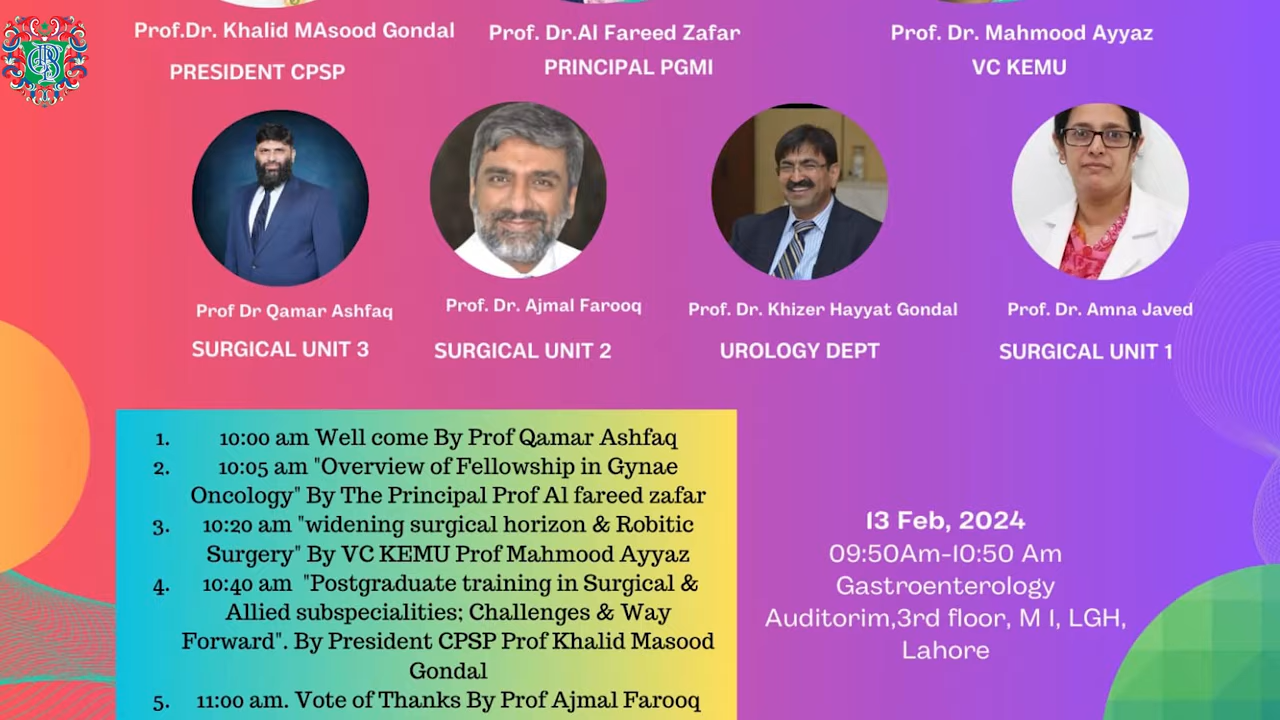 Prof.Dr. Khalid MAsood Gondal
Prof. Dr.Al Fareed Zafar
Prof. Dr. Mahmood Ayyaz
PRESIDENT CPSP
PRINCIPAL PGMI
VC KEMU
Prof Dr Qamar Ashfaq
Prof. Dr. Ajmal Farooq
Prof. Dr. Khizer Hayyat Gondal
Prof. Dr. Amna Javed
SURGICAL UNIT 3
SURGICAL UNIT 2
UROLOGY DEPT
SURGICAL UNIT 1
1. 10:00 am Well come By Prof Qamar Ashfaq
2. 10:05 am "Overview of Fellowship in Gynae
Oncology" By The Principal Prof Al fareed zafar
3. 10:20 am "widening surgical horizon & Robitic
Surgery" By VC KEMU Prof Mahmood Ayyaz
4. 10:40 am "Postgraduate training in Surgical &
Allied subspecialities; Challenges & Way
Forward". By President CPSP Prof Khalid Masood
Gondal
5. 11:00 am. Vote of Thanks By Prof Ajmal Farooq
13 Feb, 2024
09:50Am-10:50 Am
Gastroenterology
Auditorim,3rd floor, M I, LGH,
Lahore